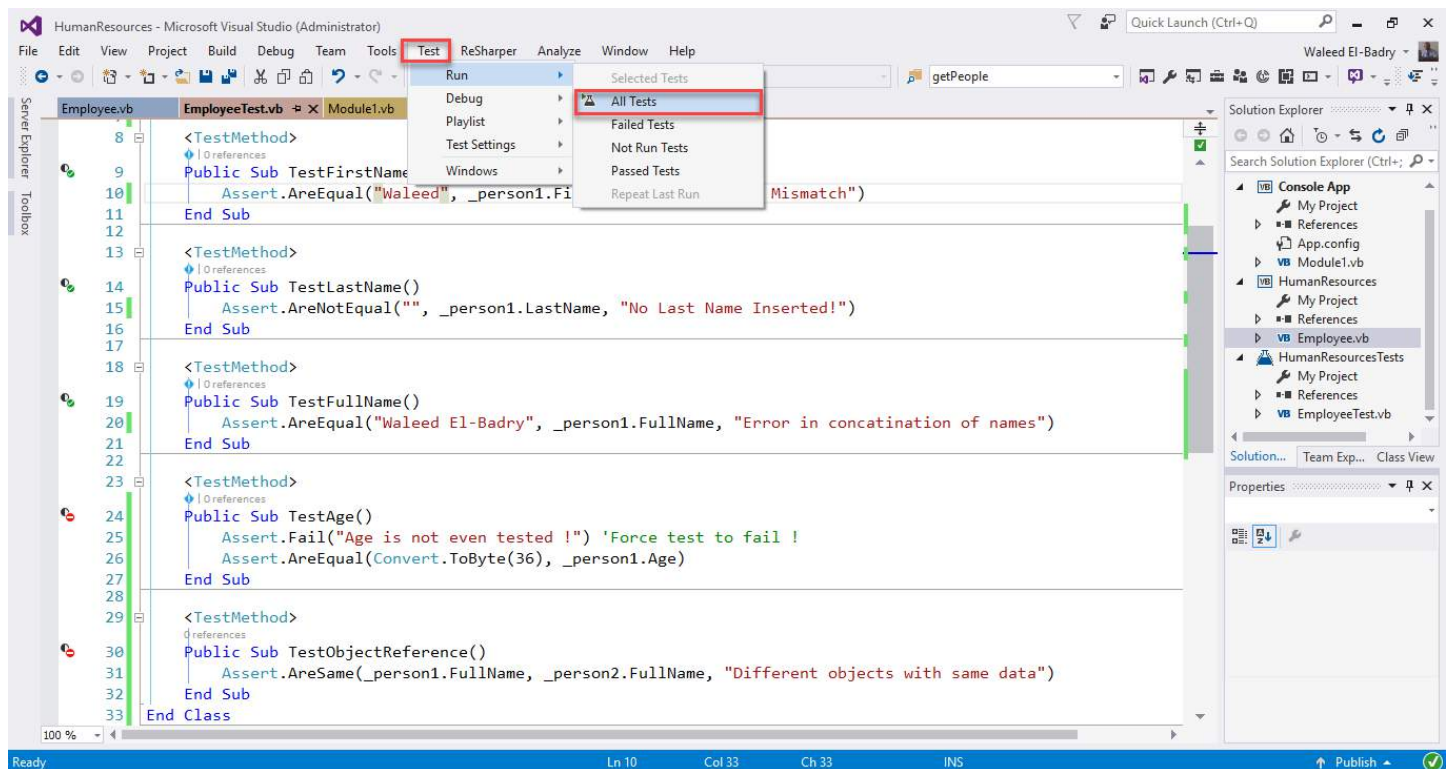 HumanResources - Microsoft Visual Studio (Administrator)
Quick Launch (Ctrl+Q)
File Edit View Project Build Debug Team Tools Test ReSharper Analyze Window Help
Waleed El-Badry
getPeople
Run
Debug
Playlist
Test Settings
Windows
Selected Tests
All Tests
Failed Tests
Not Run Tests
Passed Tests
Repeat Last Run
Server Explorer
Toolbox
Employee.vb EmployeeTest.vb Module1.vb
8 <TestMethod>
0 references
9 Public Sub TestFirstName
10 Assert.AreEqual("Waleed", _person1.Fi Mismatch")
11 End Sub
12
13 <TestMethod>
0 references
14 Public Sub TestLastName()
15 Assert.AreNotEqual("", _person1.LastName, "No Last Name Inserted!")
16 End Sub
17
18 <TestMethod>
0 references
19 Public Sub TestFullName()
20 Assert.AreEqual("Waleed El-Badry", _person1.FullName, "Error in concatination of names")
21 End Sub
22
23 <TestMethod>
0 references
24 Public Sub TestAge()
25 Assert.Fail("Age is not even tested !") 'Force test to fail !
26 Assert.AreEqual(Convert.ToByte(36), _person1.Age)
27 End Sub
28
29 <TestMethod>
0 references
30 Public Sub TestObjectReference()
31 Assert.AreSame(_person1.FullName, _person2.FullName, "Different objects with same data")
32 End Sub
33 End Class
100 %
Solution Explorer
Search Solution Explorer (Ctrl+;
VB Console App
My Project
References
App.config
VB Module1.vb
VB HumanResources
My Project
References
VB Employee.vb
HumanResourcesTests
My Project
References
VB EmployeeTest.vb
Solution... Team Exp... Class View
Properties
Ready Ln 10 Col 33 Ch 33 INS Publish